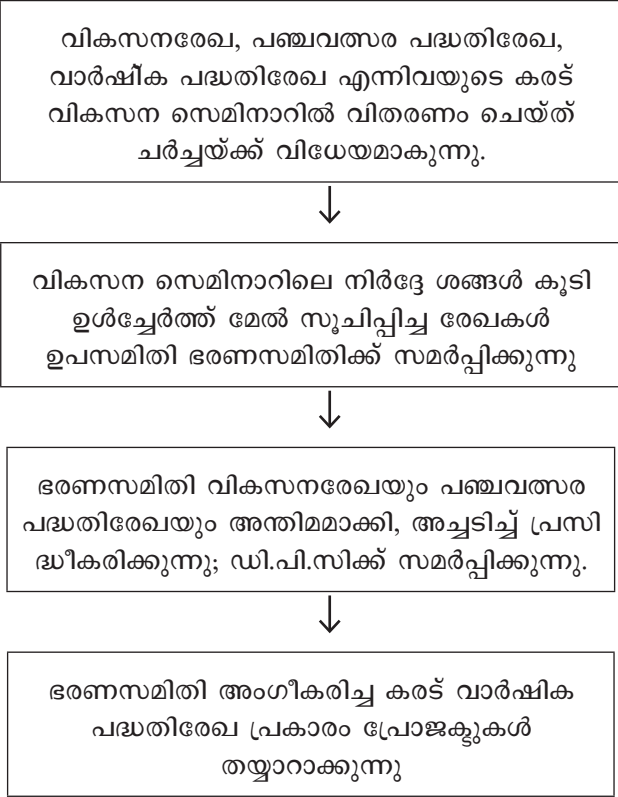 വികസനരേഖ, പഞ്ചവത്സര പദ്ധതിരേഖ,
വാർഷിക പദ്ധതിരേഖ എന്നിവയുടെ കരട്
വികസന സെമിനാറിൽ വിതരണം ചെയ്ത്
ചർച്ചയ്ക്ക് വിധേയമാകുന്നു.
വികസന സെമിനാറിലെ നിർദ്ദേ ശങ്ങൾ കൂടി
ഉൾച്ചേർത്ത് മേൽ സൂചിപ്പിച്ച രേഖകൾ
ഉപസമിതി ഭരണസമിതിക്ക് സമർപ്പിക്കുന്നു
ഭരണസമിതി വികസനരേഖയും പഞ്ചവത്സര
പദ്ധതിരേഖയും അന്തിമമാക്കി, അച്ചടിച്ച് പ്രസി
ദ്ധീകരിക്കുന്നു; ഡി.പി.സിക്ക് സമർപ്പിക്കുന്നു.
ഭരണസമിതി അംഗീകരിച്ച കരട് വാർഷിക
പദ്ധതിരേഖ പ്രകാരം പ്രോജക്ടുകൾ
തയ്യാറാക്കുന്നു